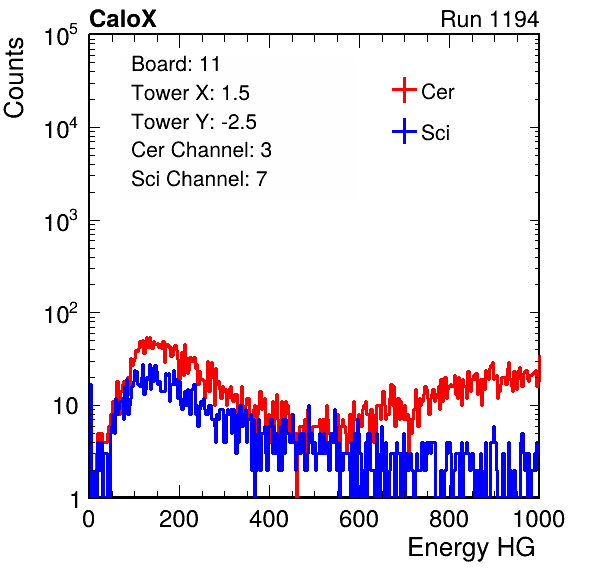 CaloX Run 1194
Counts
10^5
10^4
10^3
10^2
10
1
Board: 11
Tower X: 1.5
Tower Y: -2.5
Cer Channel: 3
Sci Channel: 7
Cer
Sci
0 200 400 600 800 1000
Energy HG